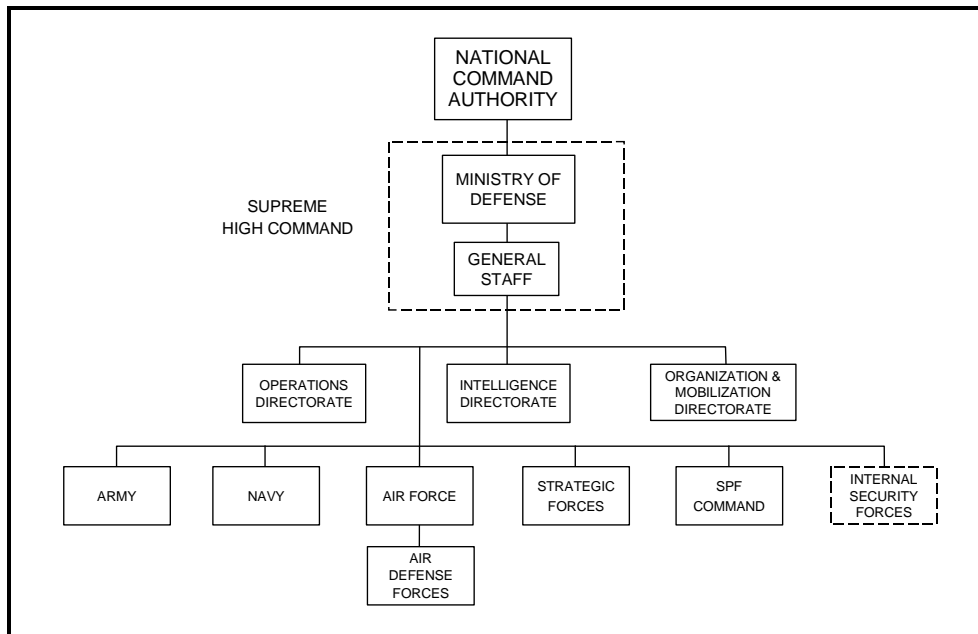 NATIONAL
COMMAND
AUTHORITY
MINISTRY OF
DEFENSE
SUPREME
HIGH COMMAND
GENERAL
STAFF
OPERATIONS
DIRECTORATE
INTELLIGENCE
DIRECTORATE
ORGANIZATION &
MOBILIZATION
DIRECTORATE
ARMY
NAVY
AIR FORCE
STRATEGIC
FORCES
SPF
COMMAND
INTERNAL
SECURITY
FORCES
AIR
DEFENSE
FORCES